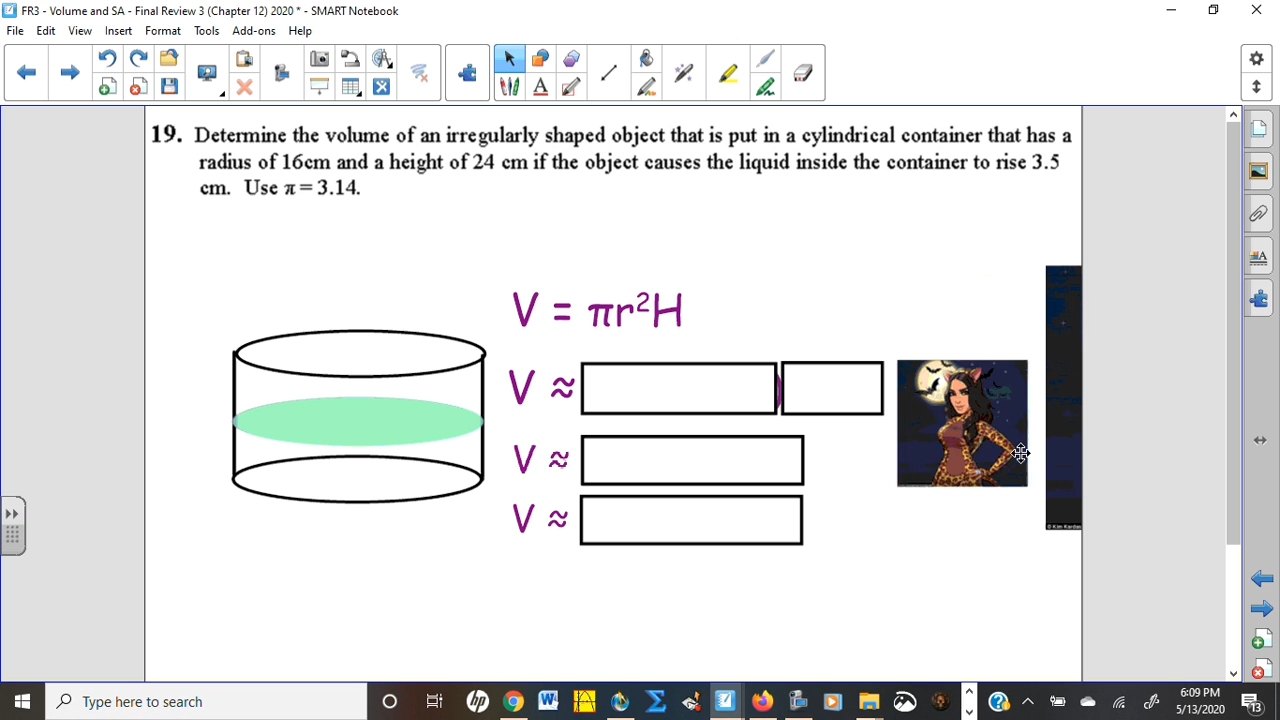 FR3 - Volume and SA - Final Review 3 (Chapter 12) 2020 * - SMART Notebook
File Edit View Insert Format Tools Add-ons Help
19. Determine the volume of an irregularly shaped object that is put in a cylindrical container that has a
radius of 16cm and a height of 24 cm if the object causes the liquid inside the container to rise 3.5
cm. Use π = 3.14.
V = πr²H
V ≈
V ≈
V ≈
Type here to search
6:09 PM
5/13/2020
13